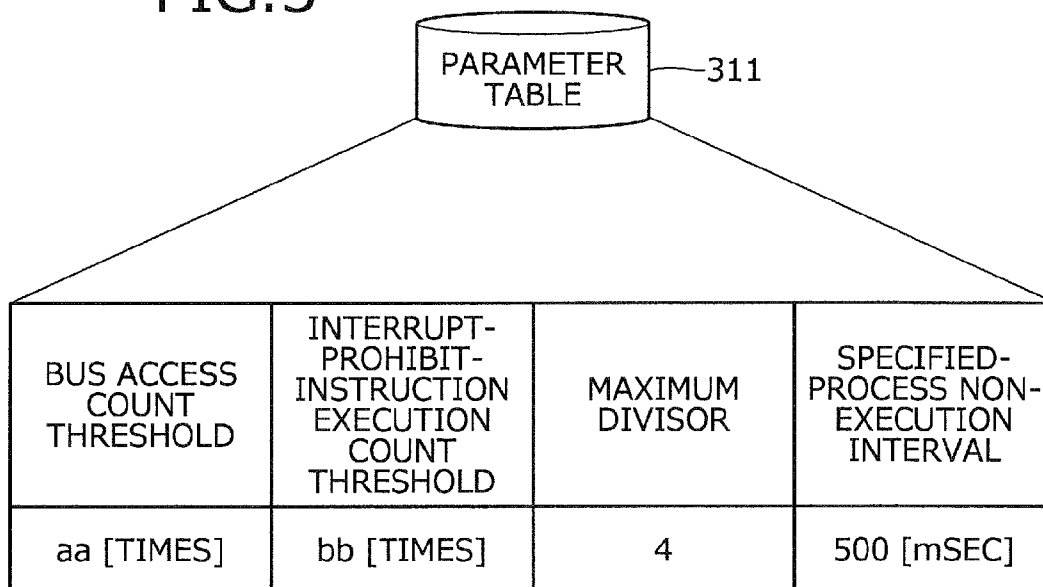 FIG.
PARAMETER
TABLE
311
BUS ACCESS
COUNT
THRESHOLD
INTERRUPT-
PROHIBIT-
INSTRUCTION
EXECUTION
COUNT
THRESHOLD
MAXIMUM
DIVISOR
SPECIFIED-
PROCESS NON-
EXECUTION
INTERVAL
aa [TIMES]
bb [TIMES]
4
500 [mSEC]